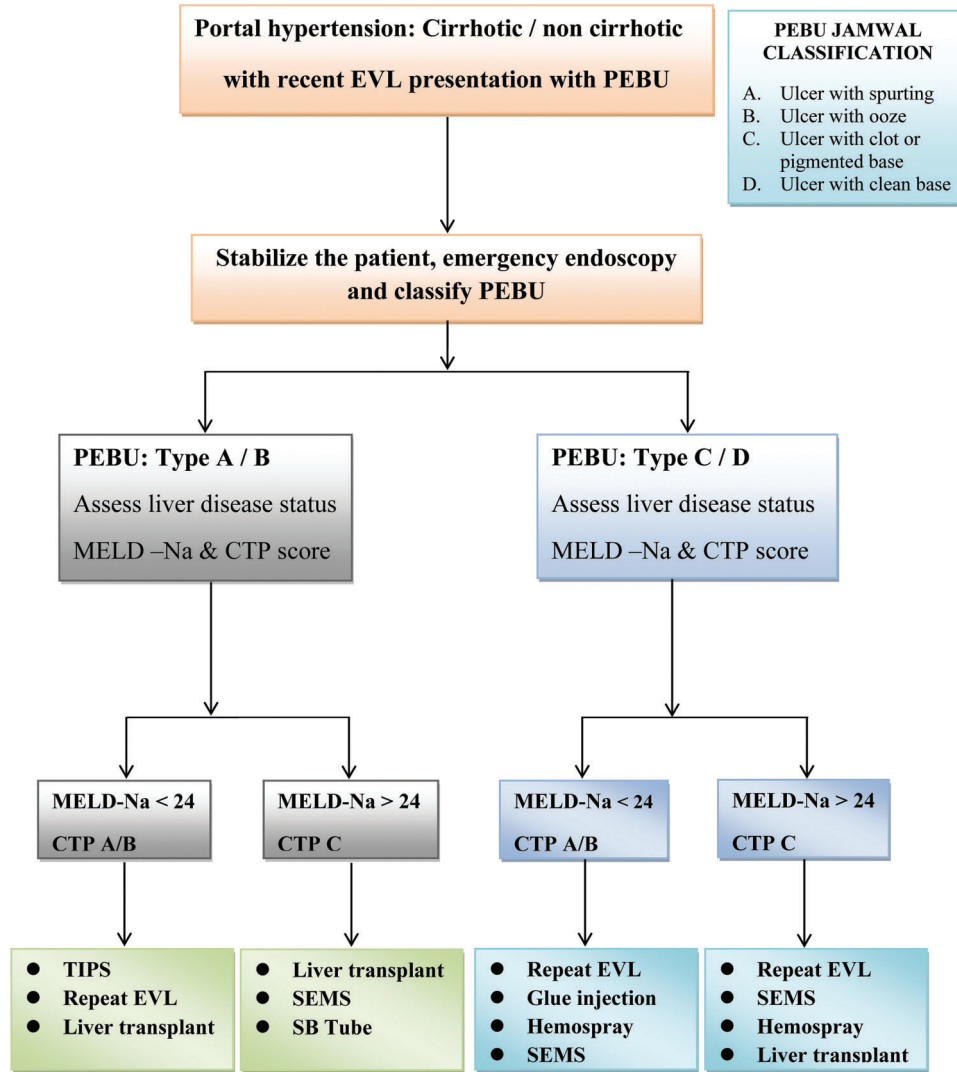 Portal hypertension: Cirrhotic / non cirrhotic
with recent EVL presentation with PEBU
PEBU JAMWAL
CLASSIFICATION
A. Ulcer with spurting
B. Ulcer with ooze
C. Ulcer with clot or
pigmented base
D. Ulcer with clean base
Stabilize the patient, emergency endoscopy
and classify PEBU
PEBU: Type A / B
Assess liver disease status
MELD –Na & CTP score
PEBU: Type C / D
Assess liver disease status
MELD –Na & CTP score
MELD-Na < 24
CTP A/B
MELD-Na > 24
CTP C
MELD-Na < 24
CTP A/B
MELD-Na > 24
CTP C
● TIPS
● Repeat EVL
● Liver transplant
● Liver transplant
● SEMS
● SB Tube
● Repeat EVL
● Glue injection
● Hemospray
● SEMS
● Repeat EVL
● SEMS
● Hemospray
● Liver transplant